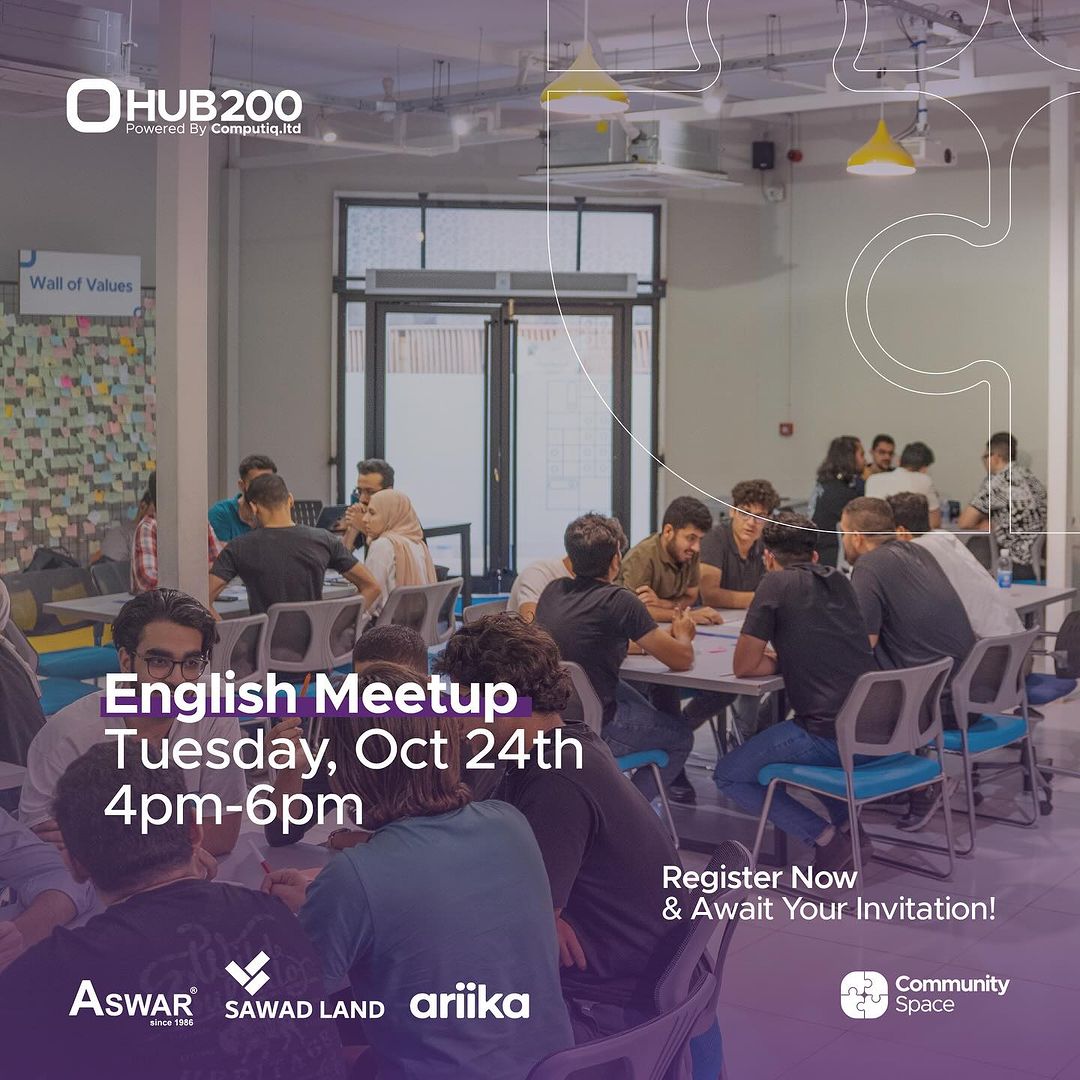 HUB200
Powered By Computiq.ltd
Wall of Values
English Meetup
Tuesday, Oct 24th
4pm-6pm
Register Now
& Await Your Invitation!
ASWAR®
since 1986
SAWAD LAND
ariika
Community
Space